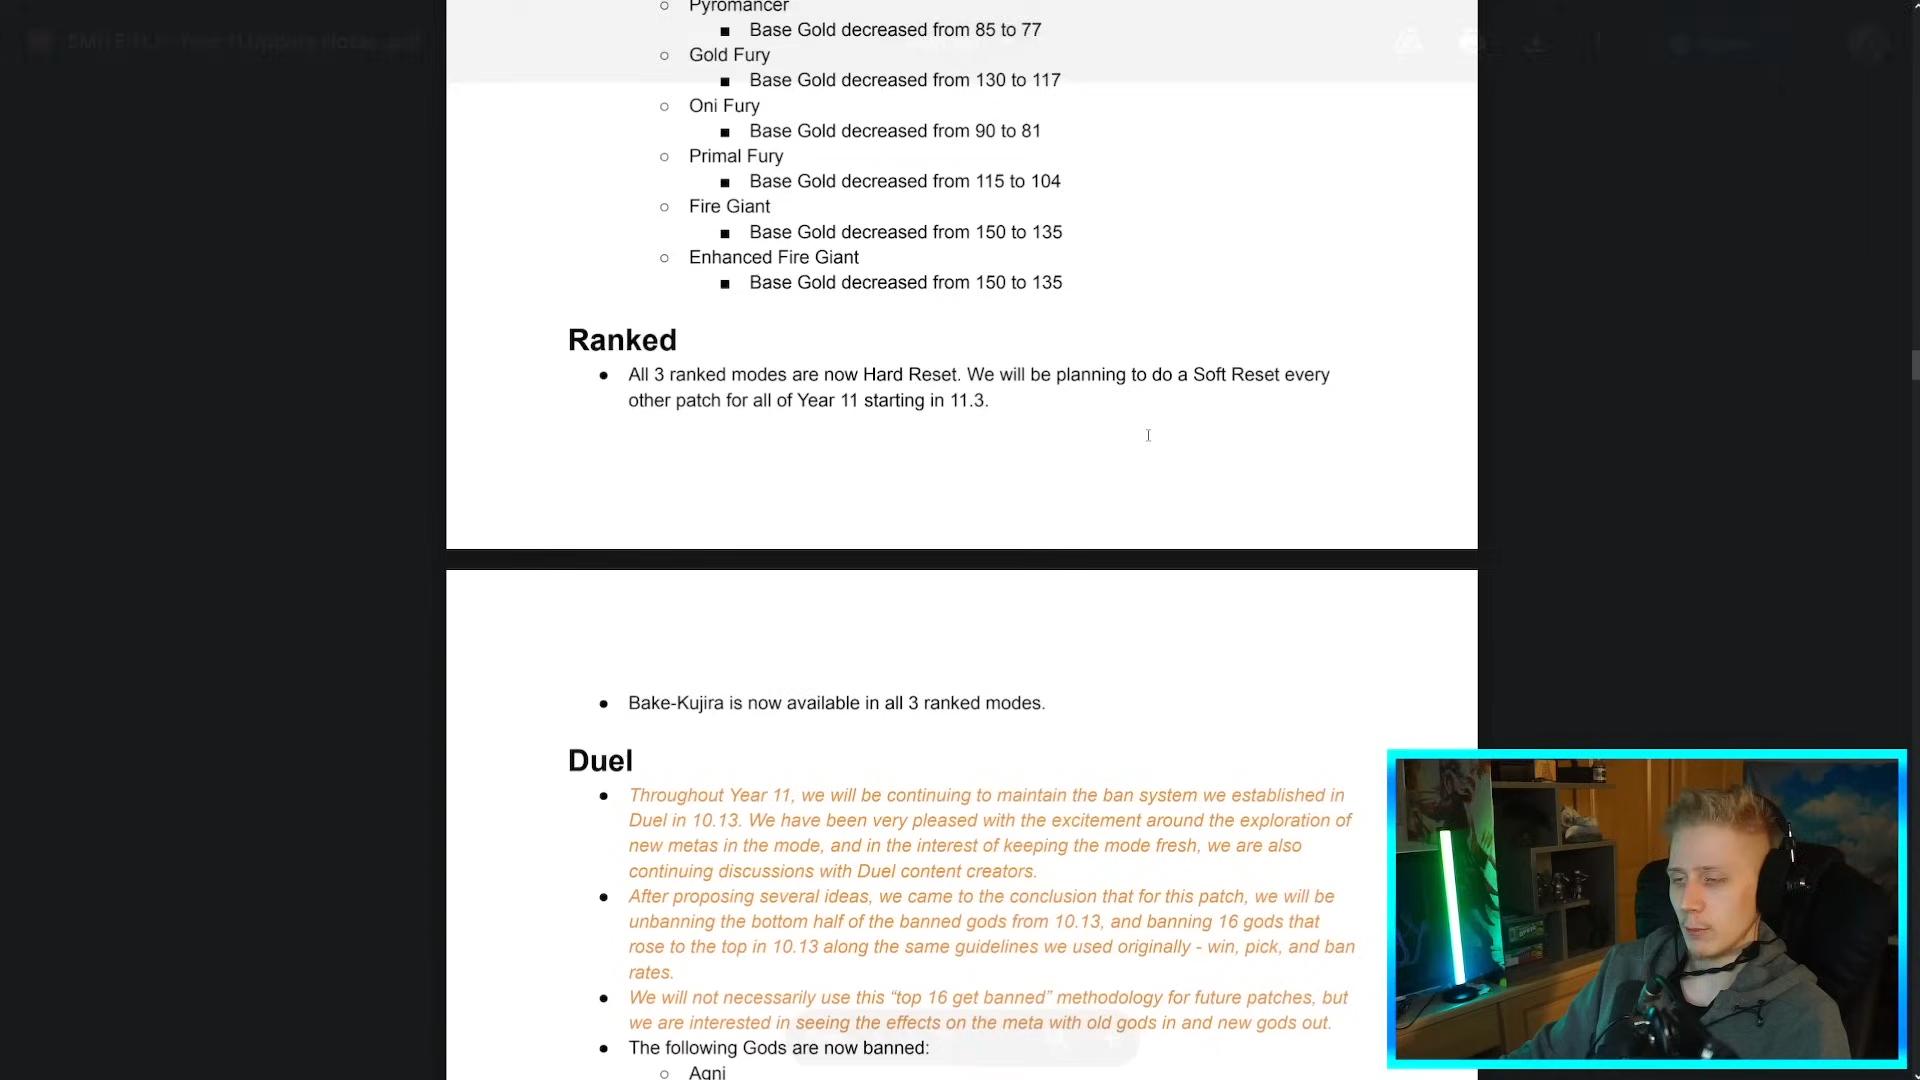 Pyromancer
Base Gold decreased from 85 to 77
Gold Fury
Base Gold decreased from 130 to 117
Oni Fury
Base Gold decreased from 90 to 81
Primal Fury
Base Gold decreased from 115 to 104
Fire Giant
Base Gold decreased from 150 to 135
Enhanced Fire Giant
Base Gold decreased from 150 to 135
Ranked
All 3 ranked modes are now Hard Reset. We will be planning to do a Soft Reset every
other patch for all of Year 11 starting in 11.3.
Bake-Kujira is now available in all 3 ranked modes.
Duel
Throughout Year 11, we will be continuing to maintain the ban system we established in
Duel in 10.13. We have been very pleased with the excitement around the exploration of
new metas in the mode, and in the interest of keeping the mode fresh, we are also
continuing discussions with Duel content creators.
After proposing several ideas, we came to the conclusion that for this patch, we will be
unbanning the bottom half of the banned gods from 10.13, and banning 16 gods that
rose to the top in 10.13 along the same guidelines we used originally - win, pick, and ban
rates.
We will not necessarily use this “top 16 get banned” methodology for future patches, but
we are interested in seeing the effects on the meta with old gods in and new gods out.
The following Gods are now banned:
Agni